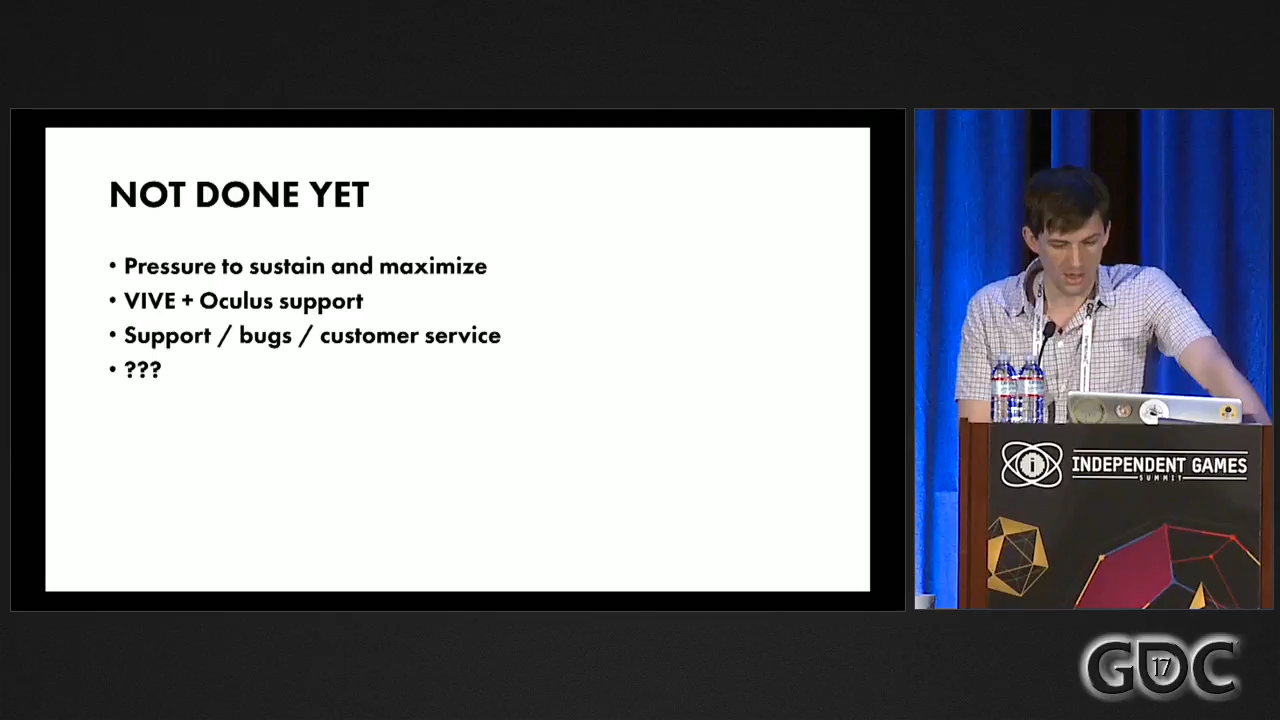 NOT DONE YET
• Pressure to sustain and maximize
• VIVE + Oculus support
• Support / bugs / customer service
• ???
i
INDEPENDENT GAMES
SUMMIT
GDC
17